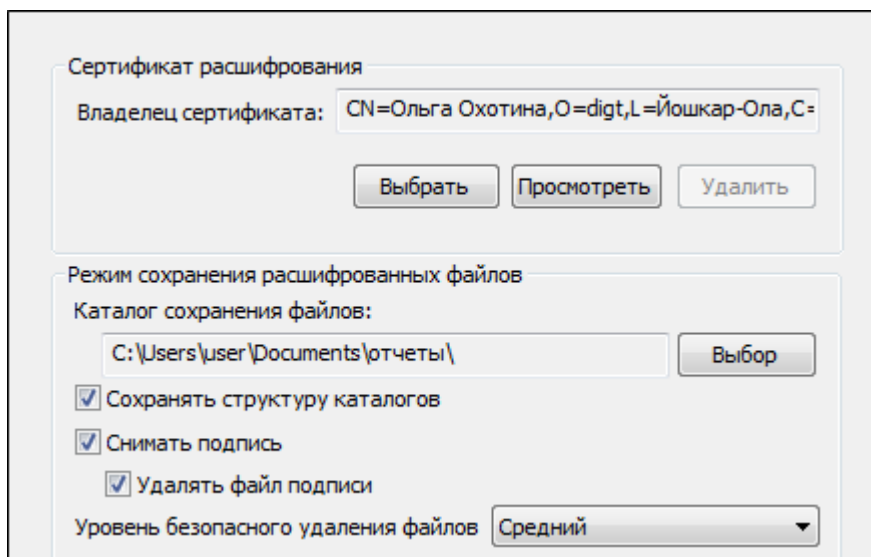 Сертификат расшифрования
Владелец сертификата: CN=Ольга Охотина,O=digt,L=Йошкар-Ола,C=
Выбрать Просмотреть Удалить
Режим сохранения расшифрованных файлов
Каталог сохранения файлов:
C:\Users\user\Documents\отчеты\ Выбор
Сохранять структуру каталогов
Снимать подпись
Удалять файл подписи
Уровень безопасного удаления файлов Средний